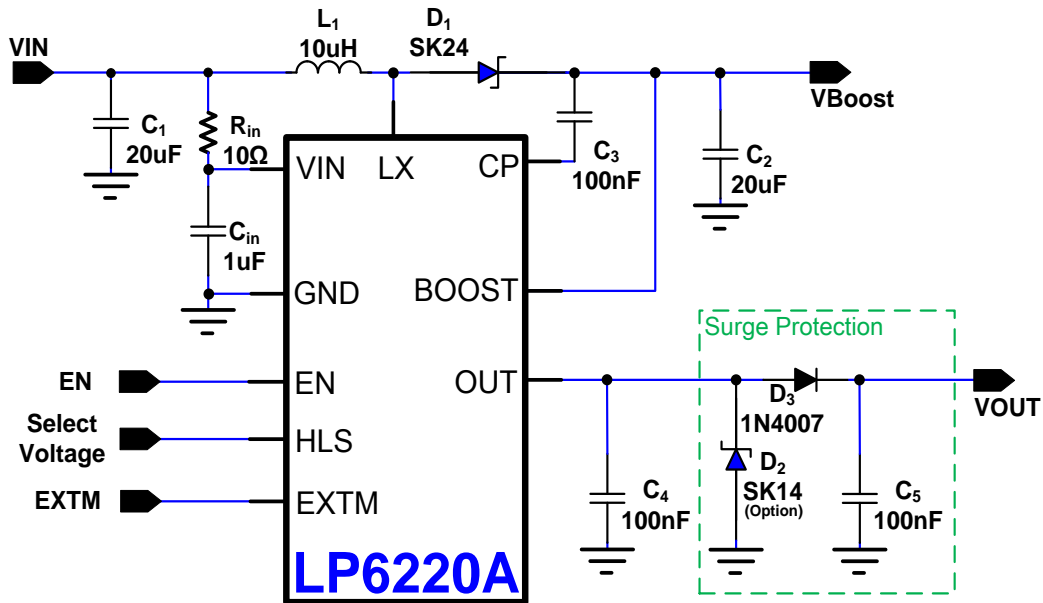 L₁
10uH
D₁
SK24
VIN
VBoost
C₁
20uF
Rin
10Ω
C₃
100nF
C₂
20uF
VIN
LX
CP
Cin
1uF
GND
BOOST
Surge Protection
EN
EN
OUT
D₃
1N4007
VOUT
Select
Voltage
HLS
D₂
SK14
(Option)
EXTM
EXTM
C₄
100nF
C₅
100nF
LP6220A